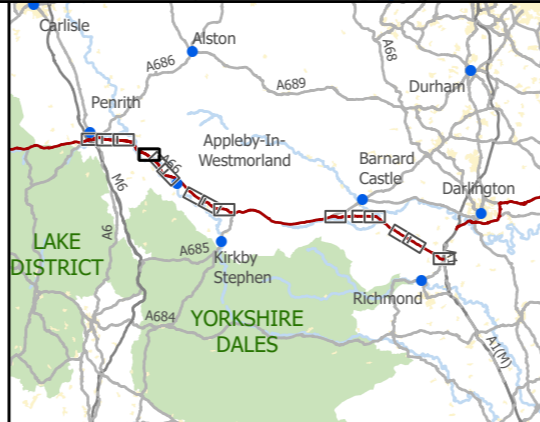 Carlisle
Alston
A686
A68
A689
Durham
Penrith
Appleby-In-
Westmorland
A66
Barnard
Castle
Darlington
M6
A6
LAKE
DISTRICT
A685
Kirkby
Stephen
Richmond
A684
YORKSHIRE
DALES
A1(M)